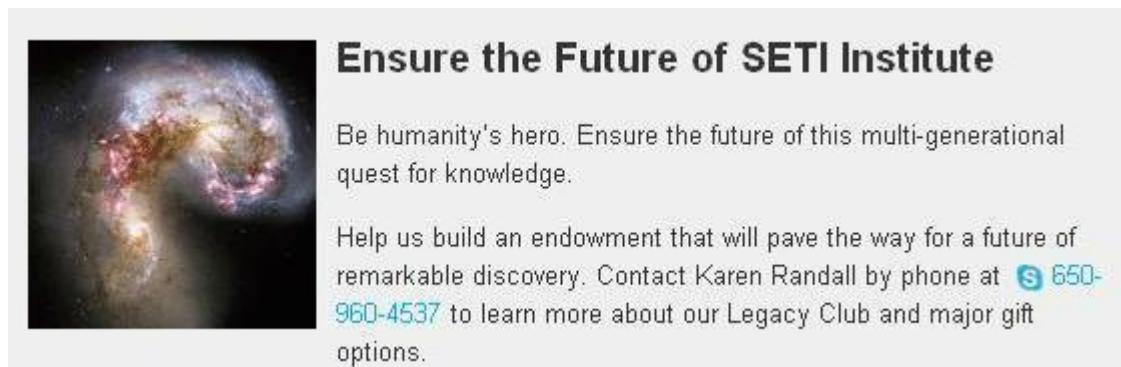 Ensure the Future of SETI Institute
Be humanity's hero. Ensure the future of this multi-generational
quest for knowledge.
Help us build an endowment that will pave the way for a future of
remarkable discovery. Contact Karen Randall by phone at 650-
960-4537 to learn more about our Legacy Club and major gift
options.